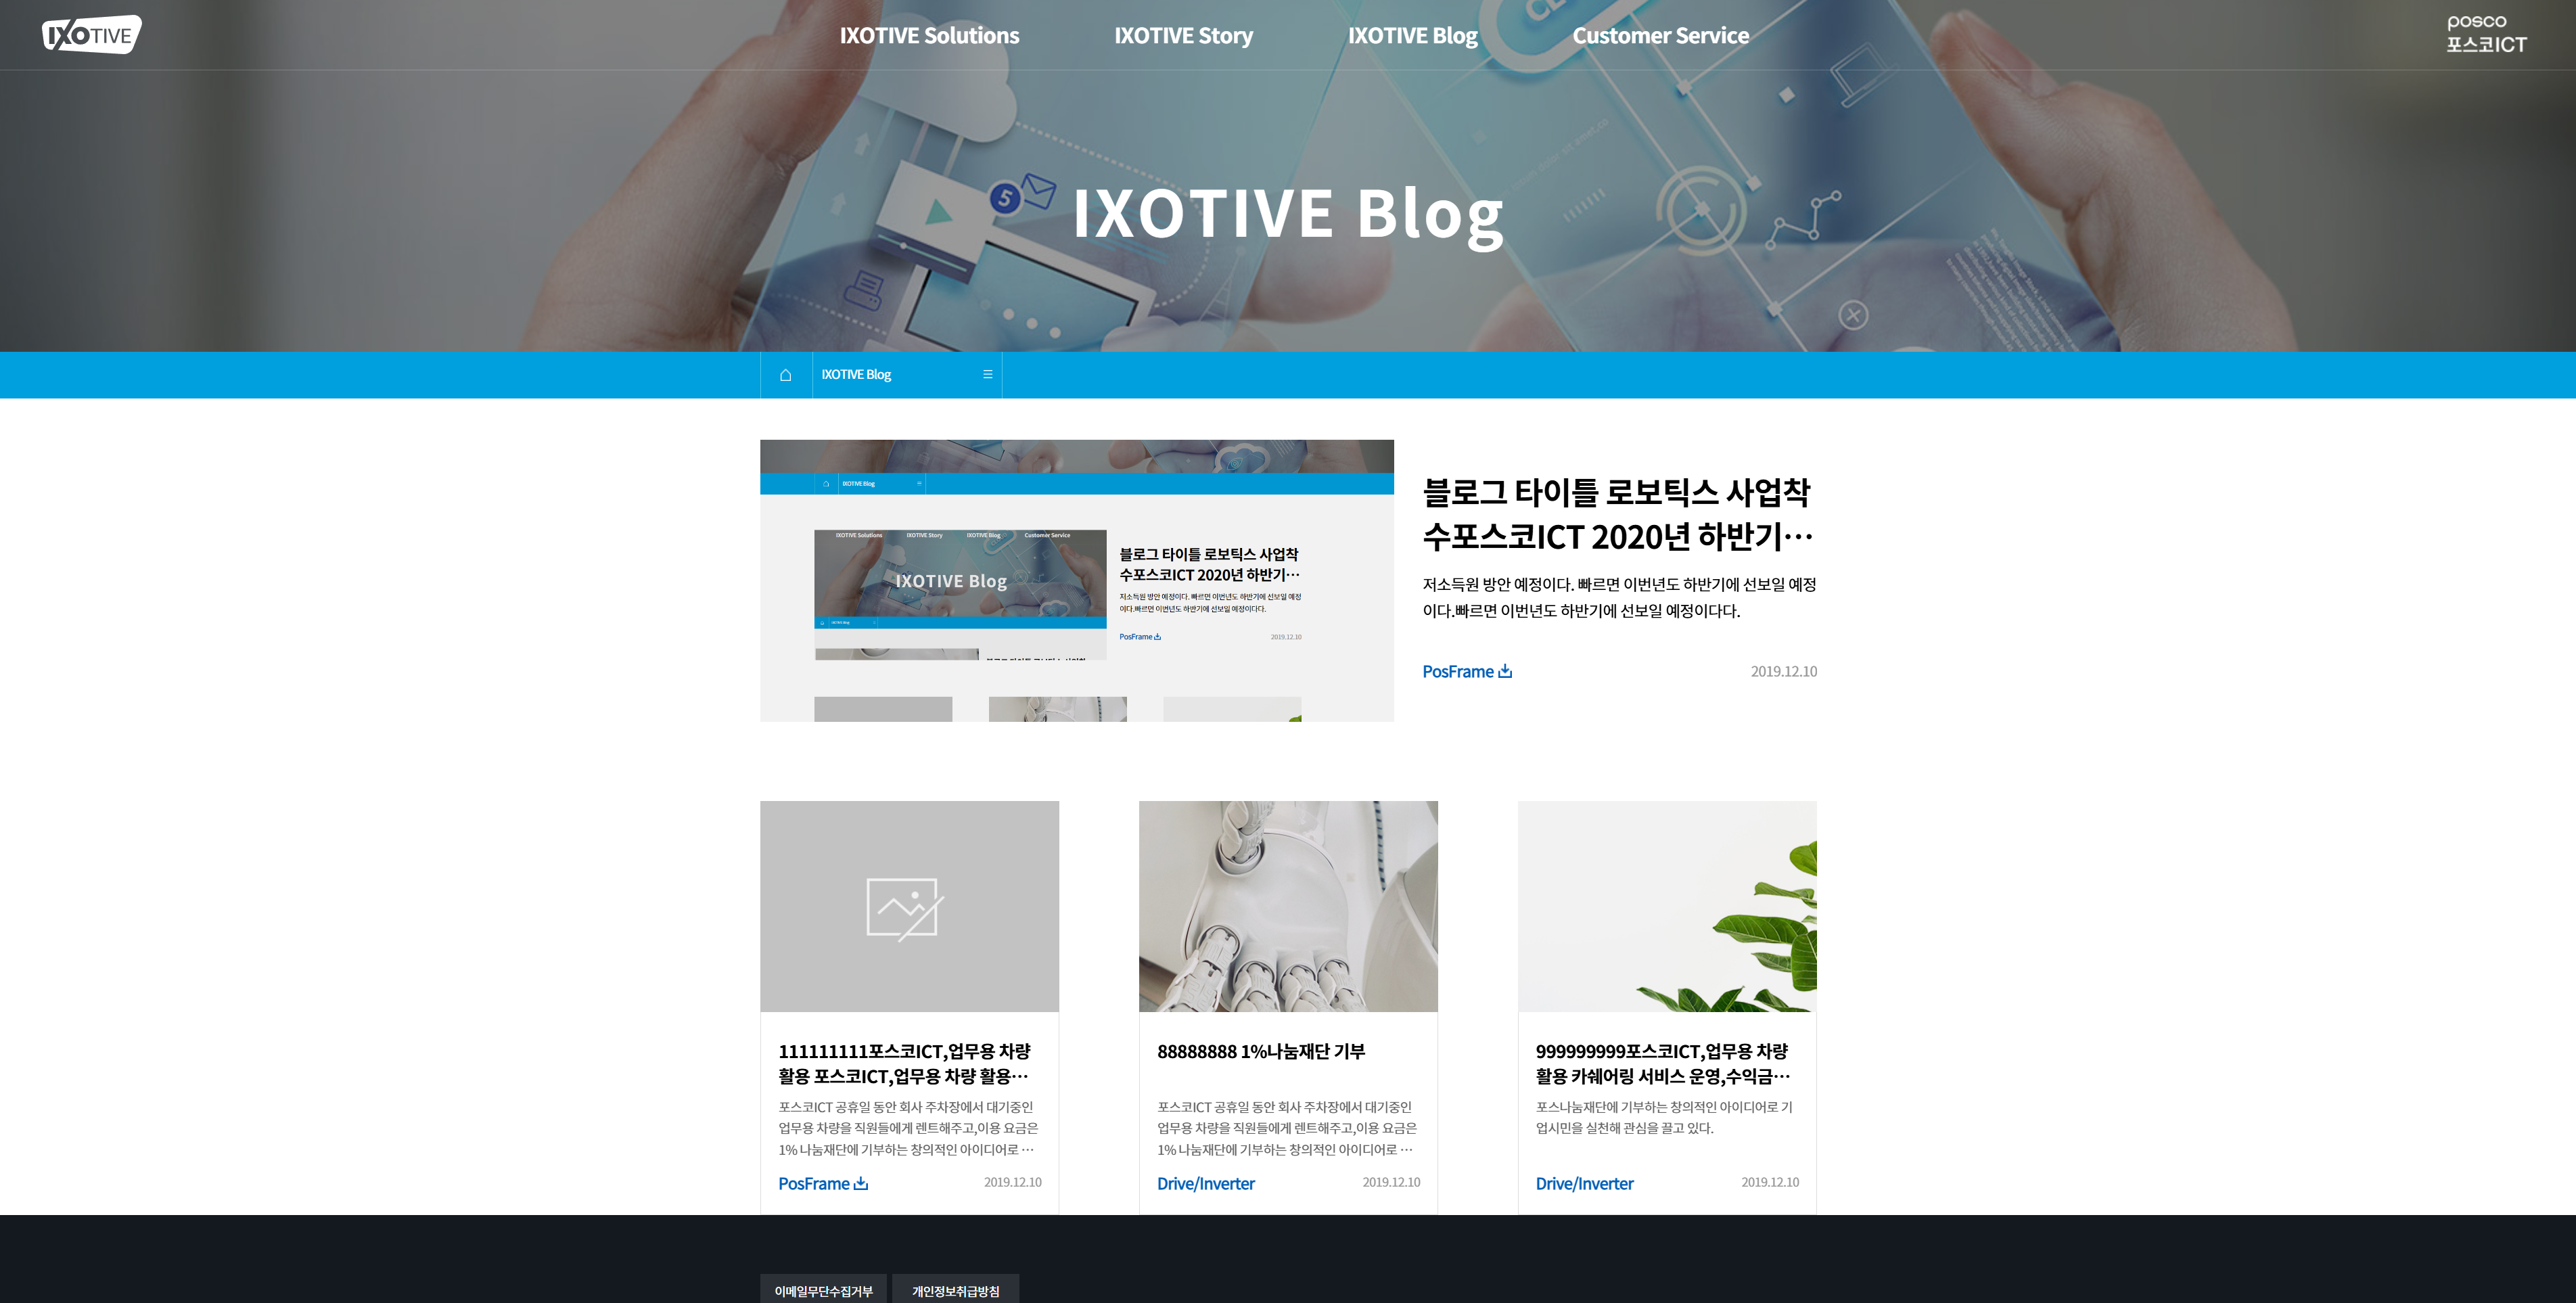 IXOTIVE
IXOTIVE Solutions
IXOTIVE Story
IXOTIVE Blog
Customer Service
posco
포스코ICT
5
IXOTIVE Blog
IXOTIVE Blog
IXOTIVE Blog
IXOTIVE Solutions
IXOTIVE Story
IXOTIVE Blog
Customer Service
IXOTIVE Blog
블로그 타이틀 로보틱스 사업착
수포스코ICT 2020년 하반기…
저소득원 방안 예정이다. 빠르면 이번년도 하반기에 선보일 예정
이다.빠르면 이번년도 하반기에 선보일 예정이다다.
PosFrame
2019.12.10
블로그 타이틀 로보틱스 사업착
수포스코ICT 2020년 하반기…
저소득원 방안 예정이다. 빠르면 이번년도 하반기에 선보일 예정
이다.빠르면 이번년도 하반기에 선보일 예정이다다.
PosFrame
2019.12.10
111111111포스코ICT,업무용 차량
활용 포스코ICT,업무용 차량 활용…
포스코ICT 공휴일 동안 회사 주차장에서 대기중인
업무용 차량을 직원들에게 렌트해주고,이용 요금은
1% 나눔재단에 기부하는 창의적인 아이디어로 …
PosFrame
2019.12.10
88888888 1%나눔재단 기부
포스코ICT 공휴일 동안 회사 주차장에서 대기중인
업무용 차량을 직원들에게 렌트해주고,이용 요금은
1% 나눔재단에 기부하는 창의적인 아이디어로 …
Drive/Inverter
2019.12.10
999999999포스코ICT,업무용 차량
활용 카쉐어링 서비스 운영,수익금…
포스나눔재단에 기부하는 창의적인 아이디어로 기
업시민을 실천해 관심을 끌고 있다.
Drive/Inverter
2019.12.10
이메일무단수집거부
개인정보취급방침